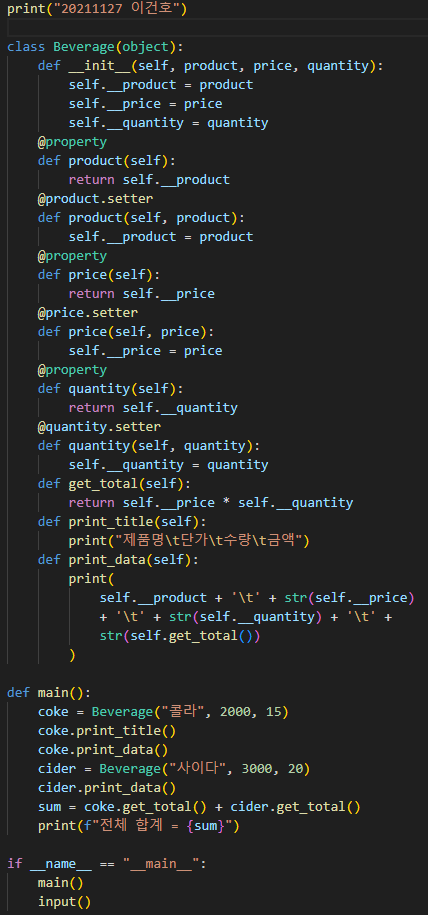 print("20211127 이건호")
class Beverage(object):
    def __init__(self, product, price, quantity):
        self.__product = product
        self.__price = price
        self.__quantity = quantity
    @property
    def product(self):
        return self.__product
    @product.setter
    def product(self, product):
        self.__product = product
    @property
    def price(self):
        return self.__price
    @price.setter
    def price(self, price):
        self.__price = price
    @property
    def quantity(self):
        return self.__quantity
    @quantity.setter
    def quantity(self, quantity):
        self.__quantity = quantity
    def get_total(self):
        return self.__price * self.__quantity
    def print_title(self):
        print("제품명\t단가\t수량\t금액")
    def print_data(self):
        print(
            self.__product + '\t' + str(self.__price)
            + '\t' + str(self.__quantity) + '\t' +
            str(self.get_total())
        )
def main():
    coke = Beverage("콜라", 2000, 15)
    coke.print_title()
    coke.print_data()
    cider = Beverage("사이다", 3000, 20)
    cider.print_data()
    sum = coke.get_total() + cider.get_total()
    print(f"전체 합계 = {sum}")
if __name__ == "__main__":
    main()
    input()